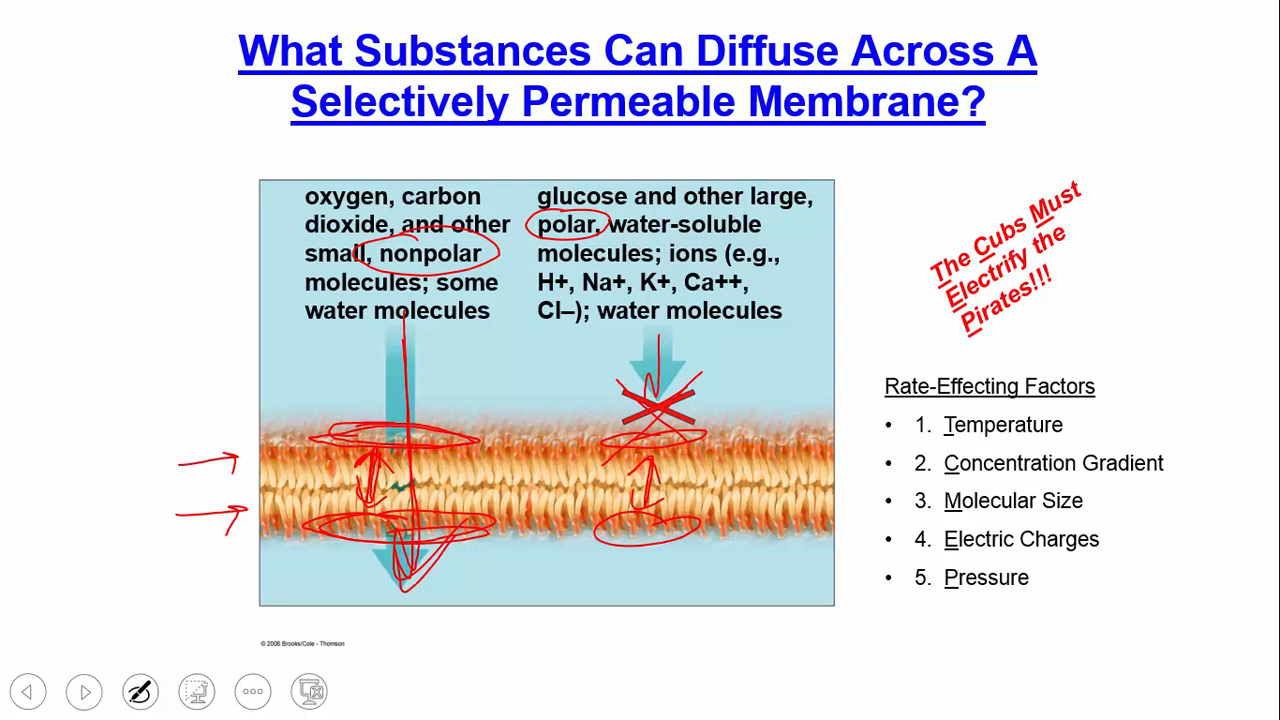 What Substances Can Diffuse Across A
Selectively Permeable Membrane?
oxygen, carbon
dioxide, and other
small, nonpolar
molecules; some
water molecules
glucose and other large,
polar, water-soluble
molecules; ions (e.g.,
H+, Na+, K+, Ca++,
Cl–); water molecules
The Cubs Must
Electrify the
Pirates!!!
Rate-Effecting Factors
• 1. Temperature
• 2. Concentration Gradient
• 3. Molecular Size
• 4. Electric Charges
• 5. Pressure
© 2006 Brooks/Cole - Thomson